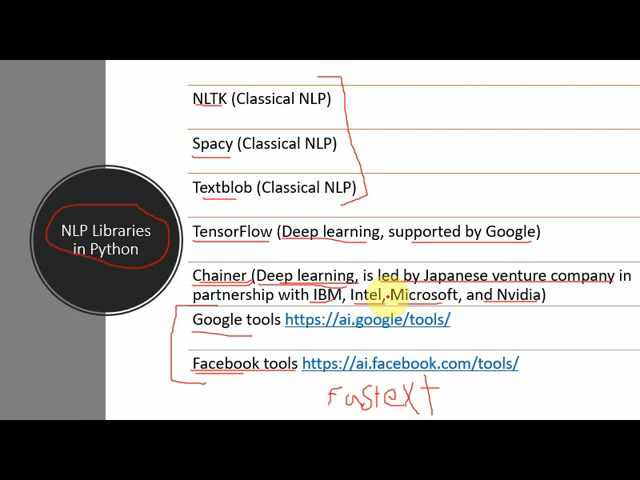 NLP Libraries
in Python
NLTK (Classical NLP)
Spacy (Classical NLP)
Textblob (Classical NLP)
TensorFlow (Deep learning, supported by Google)
Chainer (Deep learning, is led by Japanese venture company in
partnership with IBM, Intel, Microsoft, and Nvidia)
Google tools https://ai.google/tools/
Facebook tools https://ai.facebook.com/tools/
Fastext